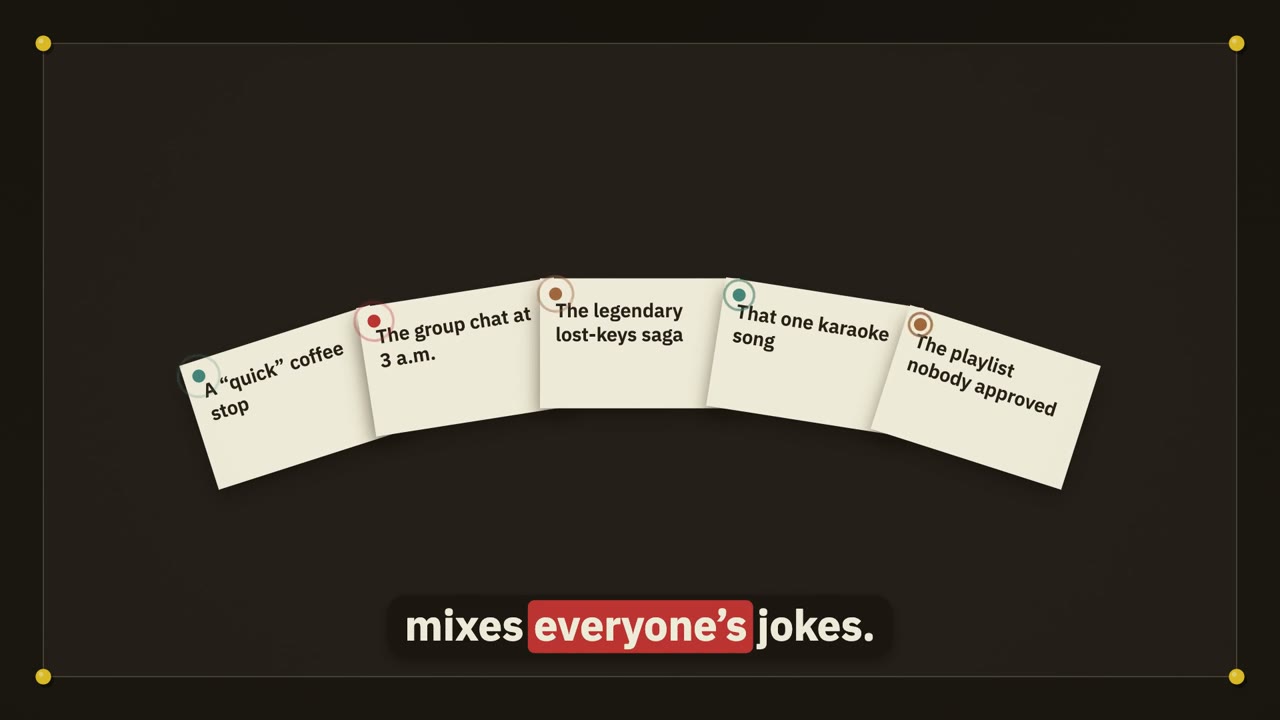 A “quick” coffee
stop
The group chat at
3 a.m.
The legendary
lost-keys saga
That one karaoke
song
The playlist
nobody approved
mixes everyone’s jokes.